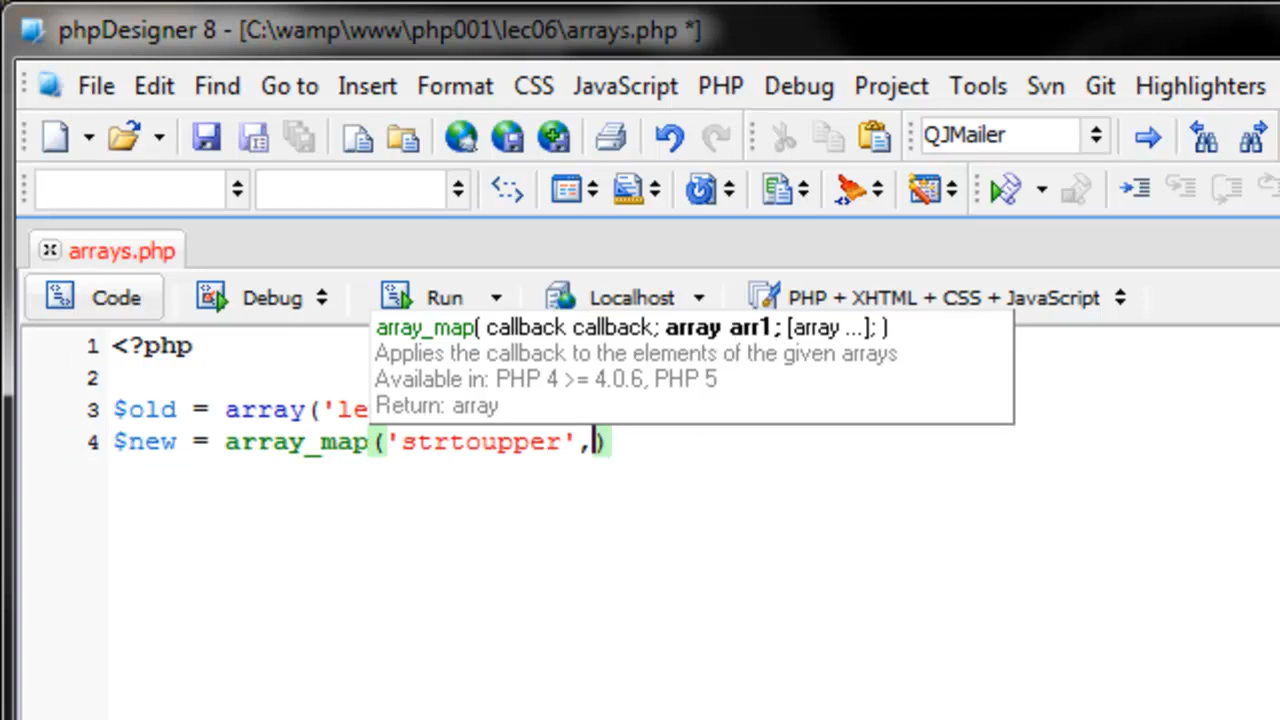 phpDesigner 8 - [C:\wamp\www\php001\lec06\arrays.php *]
File Edit Find Go to Insert Format CSS JavaScript PHP Debug Project Tools Svn Git Highlighters
QJMailer
arrays.php
Code Debug Run Localhost PHP + XHTML + CSS + JavaScript
array_map( callback callback; array arr1; [array ...]; )
Applies the callback to the elements of the given arrays
Available in: PHP 4 >= 4.0.6, PHP 5
Return: array
1 <?php
2
3 $old = array('le
4 $new = array_map('strtoupper',)